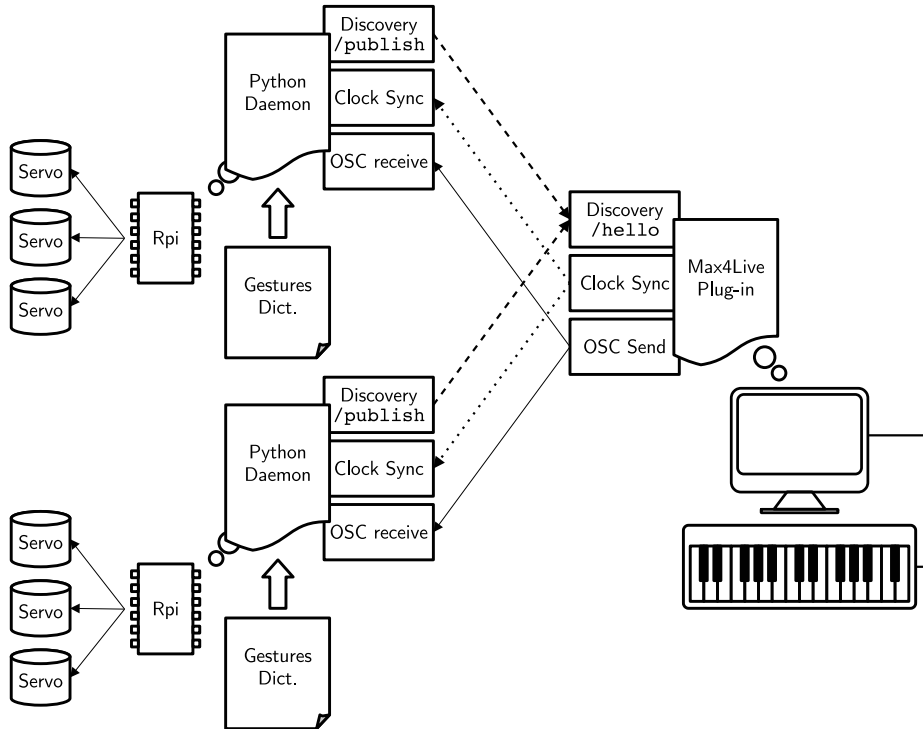 Discovery
/publish
Python
Daemon
Clock Sync
OSC receive
Servo
Servo
Servo
Rpi
Gestures
Dict.
Discovery
/hello
Clock Sync
OSC Send
Max4Live
Plug-in
Discovery
/publish
Python
Daemon
Clock Sync
OSC receive
Servo
Servo
Servo
Rpi
Gestures
Dict.